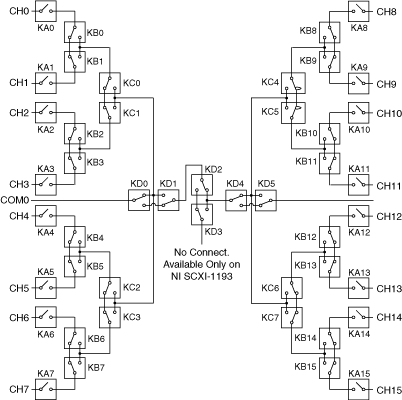 CH0
KA0
KB0
KB1
KA1
CH1
KC0
KC1
CH2
KA2
KB2
KB3
KA3
CH3
COM0
CH4
KA4
KB4
KB5
KA5
CH5
KC2
KC3
CH6
KA6
KB6
KB7
KA7
CH7
KD0 KD1
KD2
KD3
KD4 KD5
No Connect.
Available Only on
NI SCXI-1193
CH8
KA8
KB8
KB9
KA9
CH9
KC4
KC5
CH10
KA10
KB10
KB11
KA11
CH11
CH12
KA12
KB12
KB13
KA13
CH13
KC6
KC7
CH14
KA14
KB14
KB15
KA15
CH15